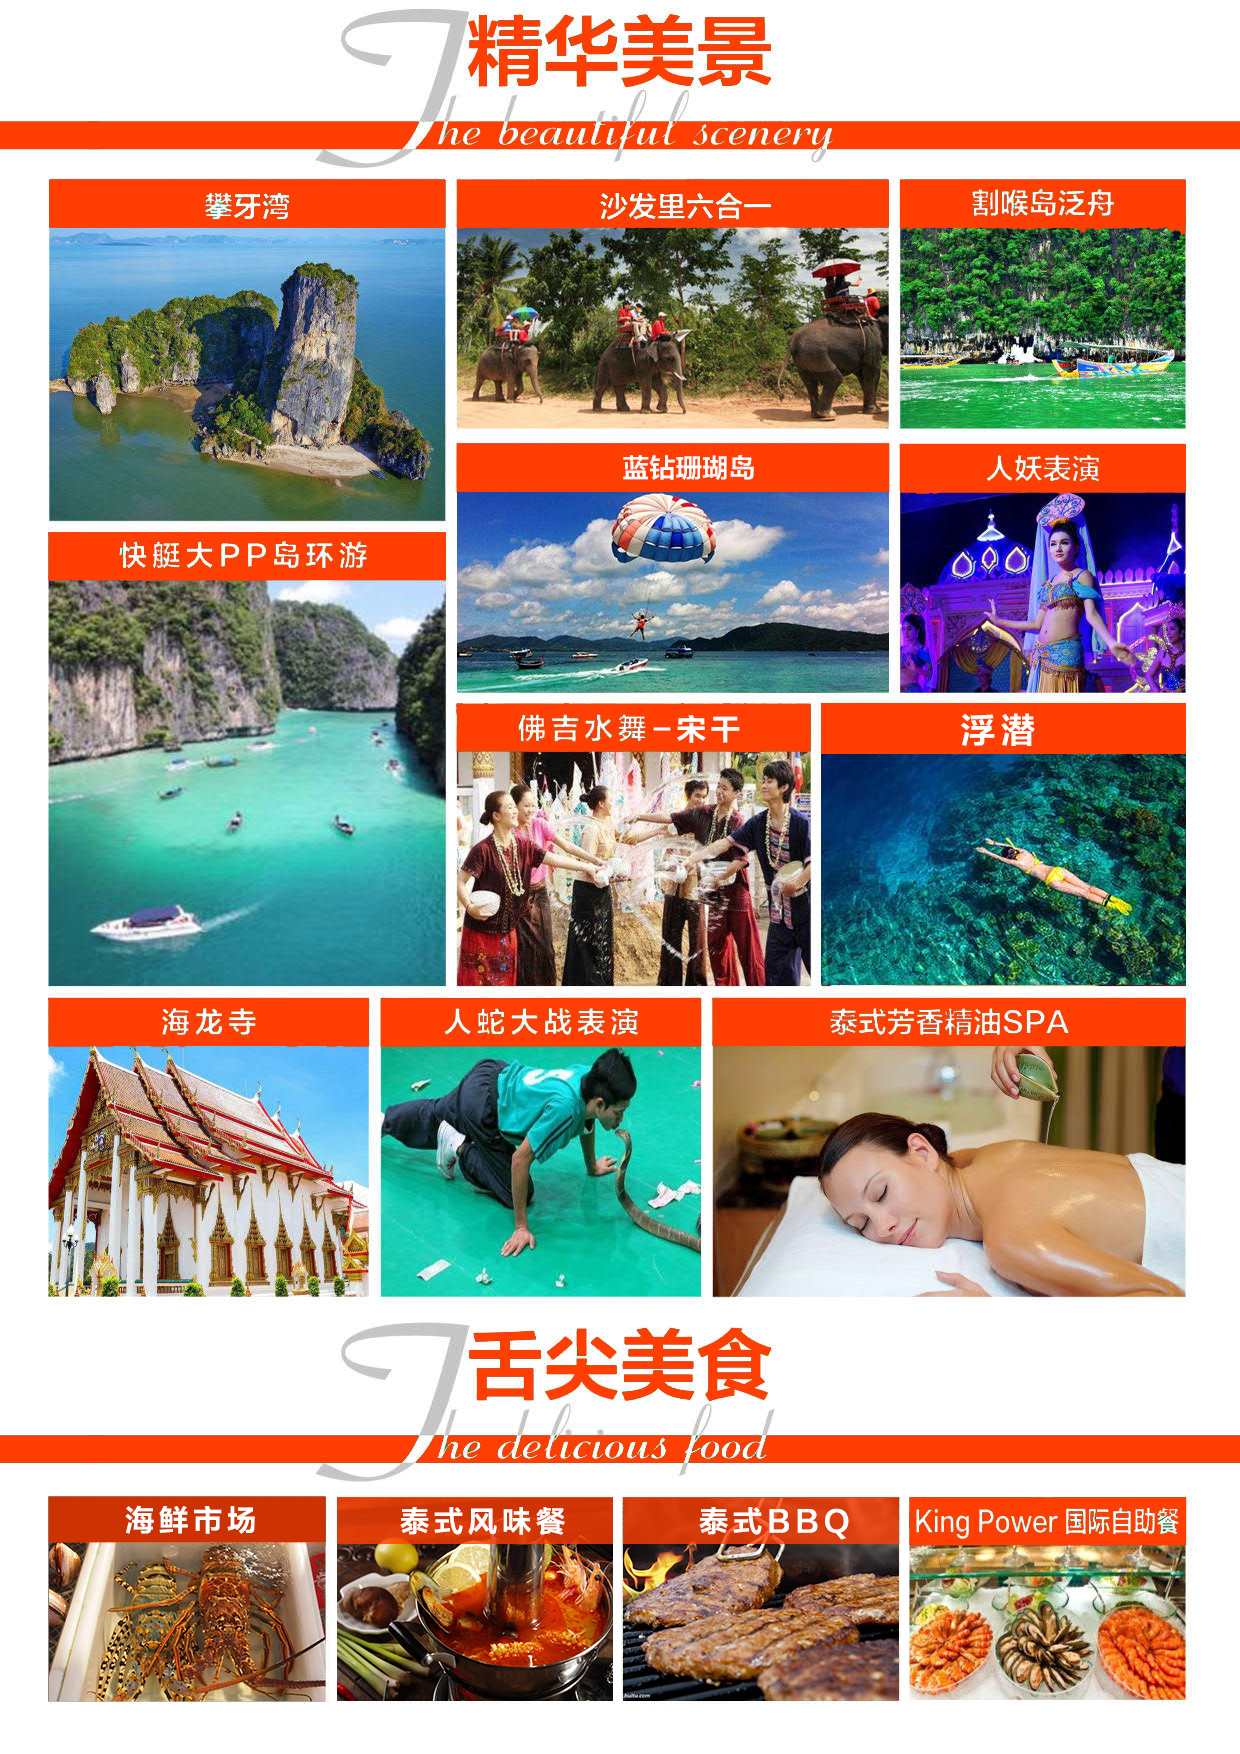 精华美景
The beautiful scenery
攀牙湾
沙发里六合一
割喉岛泛舟
蓝钻珊瑚岛
人妖表演
快艇大PP岛环游
佛吉水舞-宋干
浮潜
海龙寺
人蛇大战表演
泰式芳香精油SPA
舌尖美食
The delicious food
海鲜市场
泰式风味餐
泰式BBQ
King Power 国际自助餐